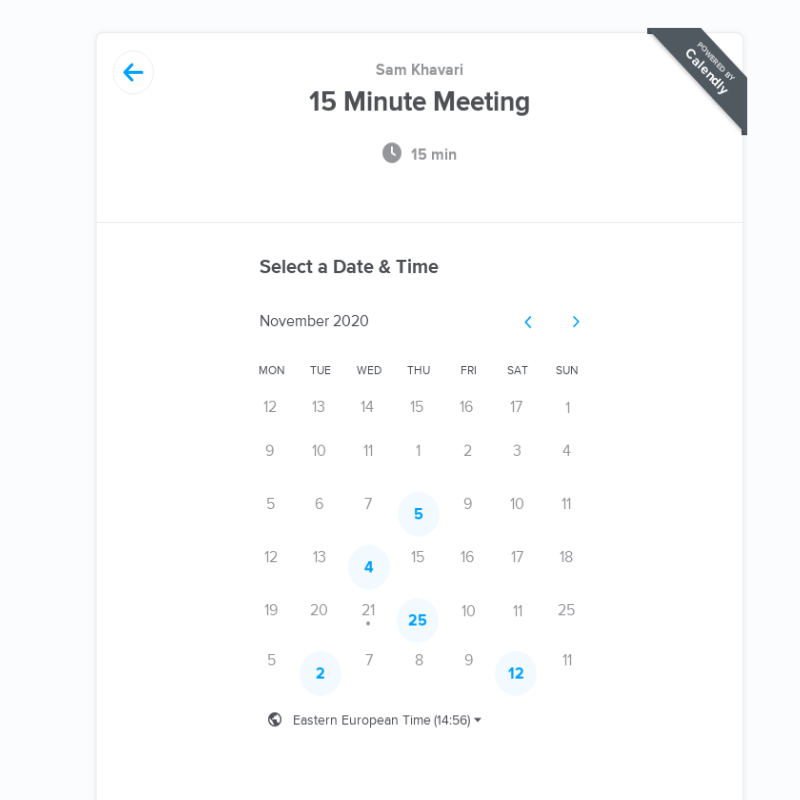 POWERED BY
Calendly
Sam Khavari
15 Minute Meeting
15 min
Select a Date & Time
November 2020
MON TUE WED THU FRI SAT SUN
12 13 14 15 16 17 1
9 10 11 1 2 3 4
5 6 7 5 9 10 11
12 13 4 15 16 17 18
19 20 21 25 10 11 25
5 2 7 8 9 12 11
Eastern European Time (14:56)